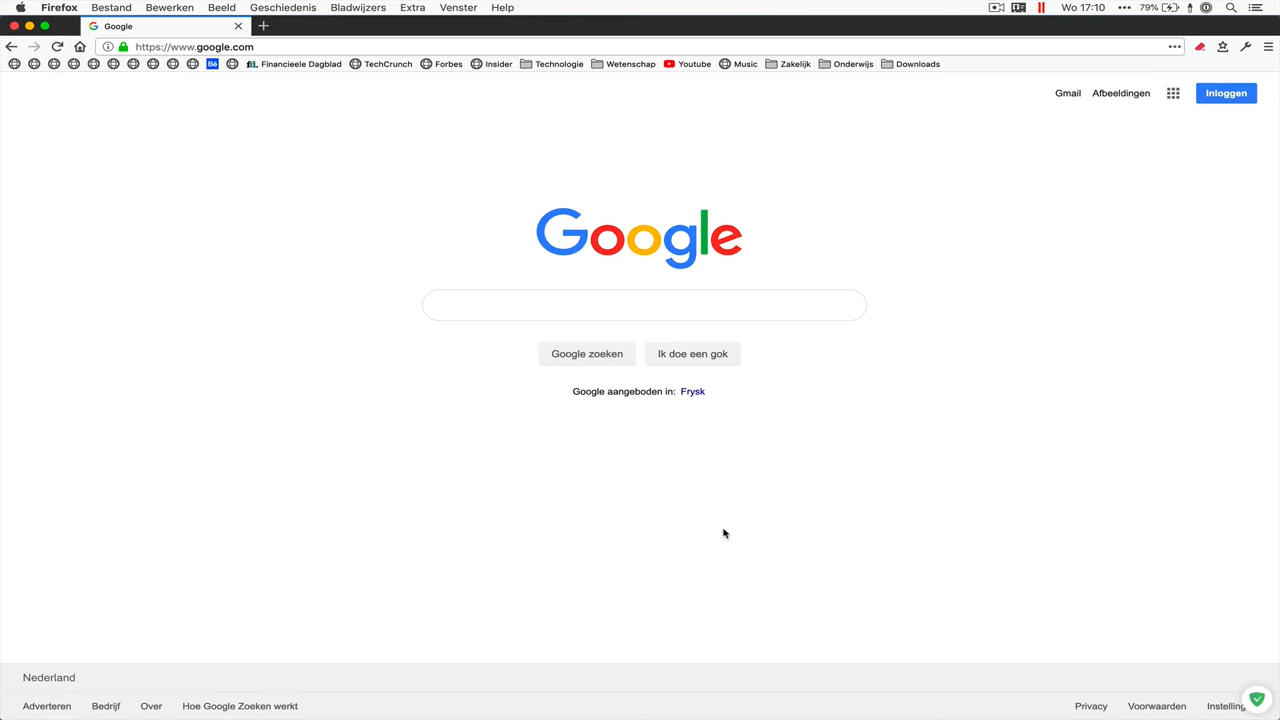 Firefox Bestand Bewerken Beeld Geschiedenis Bladwijzers Extra Venster Help Wo 17:10 79%
Google
https://www.google.com
Bē Financieele Dagblad TechCrunch Forbes Insider Technologie Wetenschap Youtube Music Zakelijk Onderwijs Downloads
Gmail Afbeeldingen Inloggen
Google
Google zoeken Ik doe een gok
Google aangeboden in: Frysk
Nederland
Adverteren Bedrijf Over Hoe Google Zoeken werkt Privacy Voorwaarden